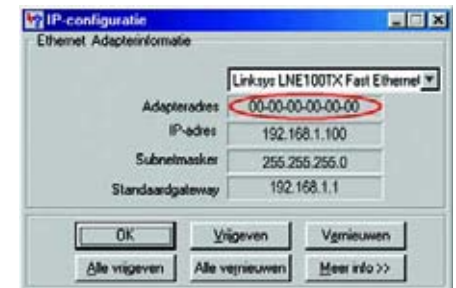 IP-configuratie
Ethernet Adapterinformatie
Linksys LNE100TX Fast Ethernet
Adapteradres 00-00-00-00-00-00
IP-adres 192.168.1.100
Subnetmasker 255.255.255.0
Standaardgateway 192.168.1.1
OK Vrijgeven Vernieuwen
Alle vrijgeven Alle vernieuwen Meer info >>